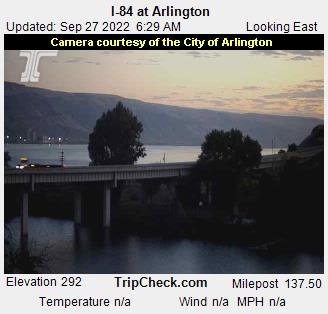 I-84 at Arlington
Updated: Sep 27 2022 6:29 AM Looking East
Camera courtesy of the City of Arlington
Elevation 292 TripCheck.com Milepost 137.50
Temperature n/a Wind n/a MPH n/a